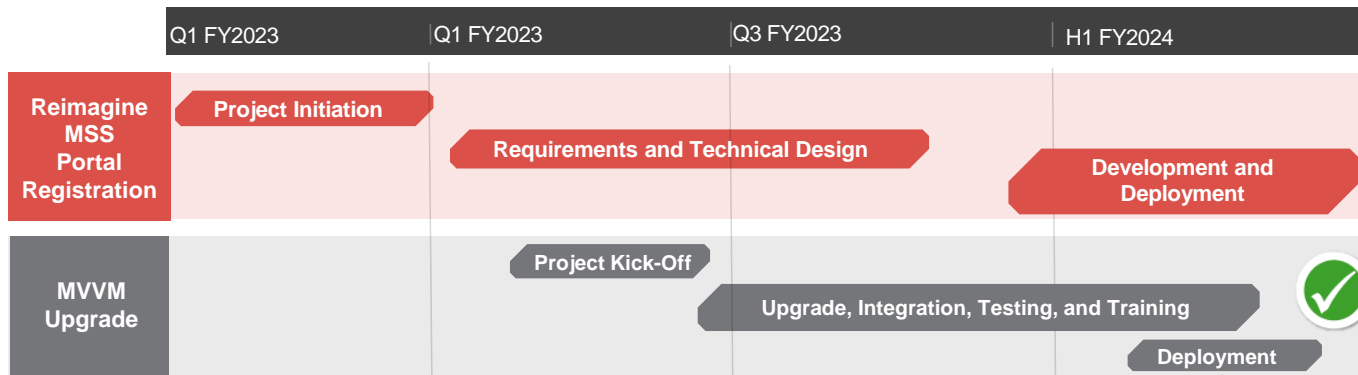 Q1 FY2023
Q1 FY2023
Q3 FY2023
H1 FY2024
Reimagine
MSS
Portal
Registration
Project Initiation
Requirements and Technical Design
Development and
Deployment
MVVM
Upgrade
Project Kick-Off
Upgrade, Integration, Testing, and Training
Deployment